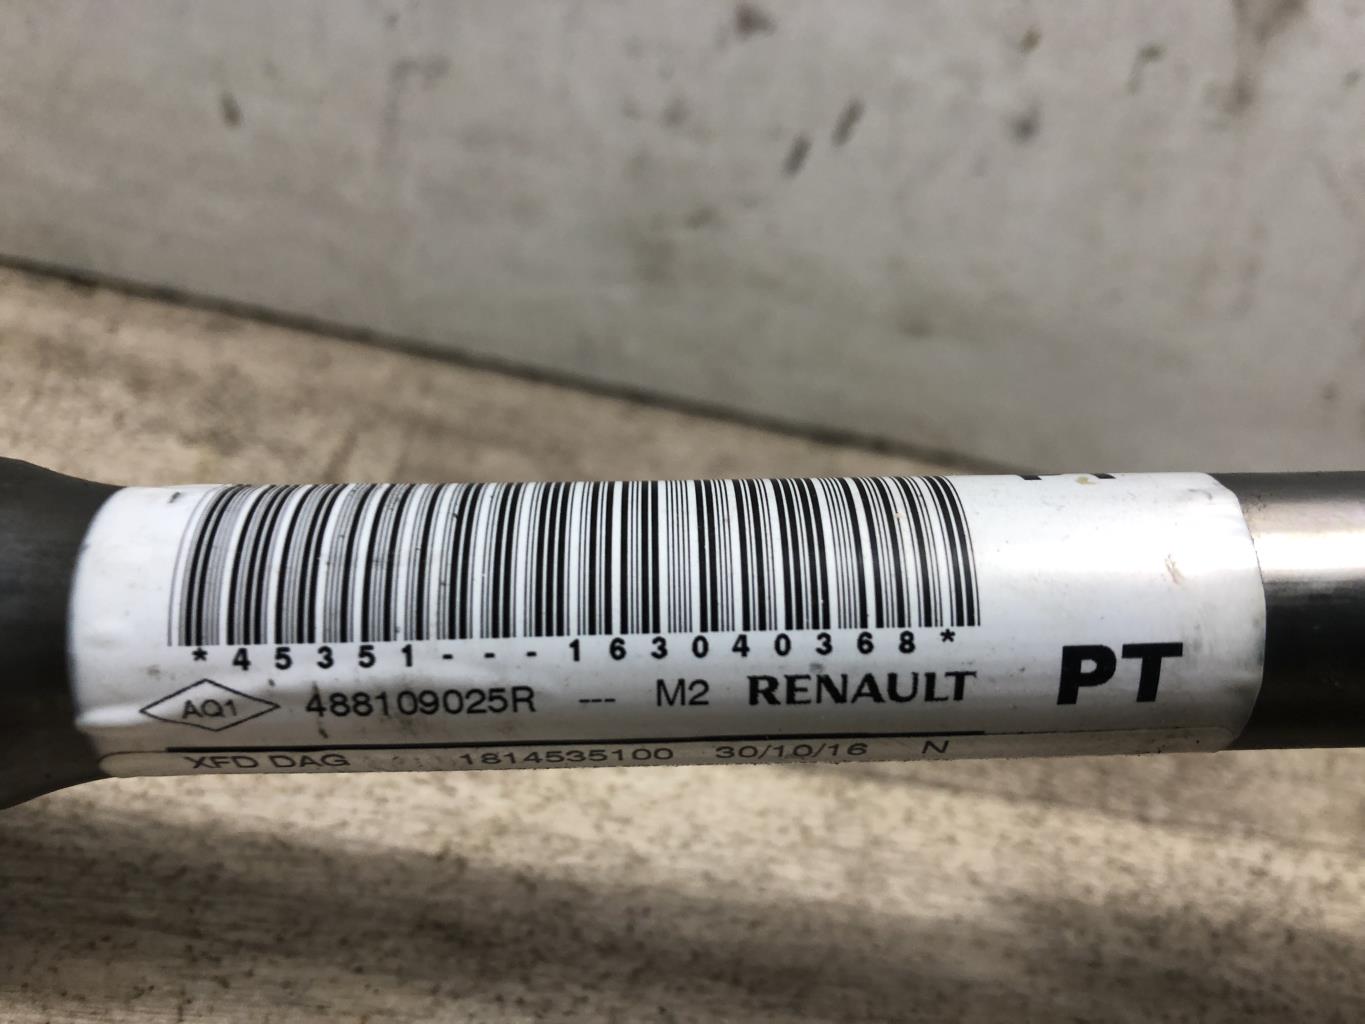 *45351---163040368*
AQ1 488109025R --- M2 RENAULT PT
XFD DAG 1814535100 30/10/16 N